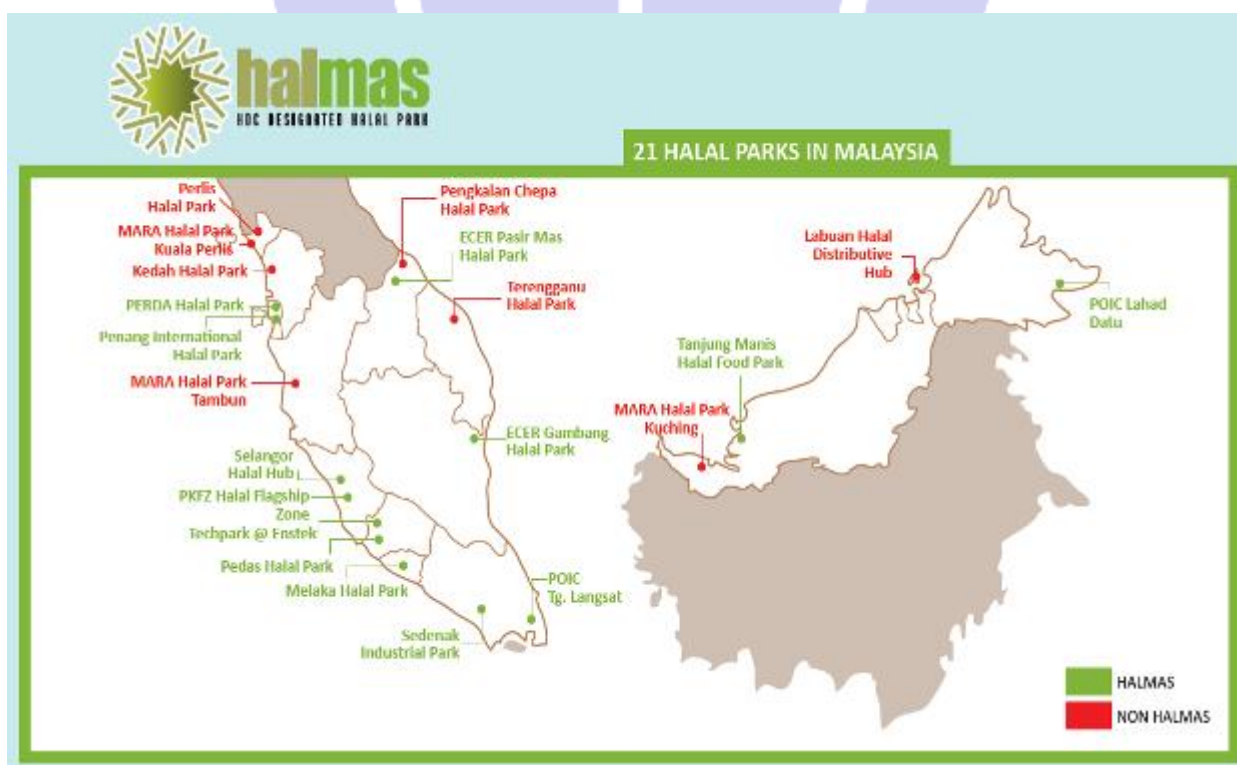 halmas
HDC DESIGNATED HALAL PARK
21 HALAL PARKS IN MALAYSIA
Perlis
Halal Park
MARA Halal Park
Kuala Perlis
Kedah Halal Park
PERDA Halal Park
Penang International
Halal Park
MARA Halal Park
Tambun
Selangor
Halal Hub
PKFZ Halal Flagship
Zone
Techpark @ Enstek
Pedas Halal Park
Melaka Halal Park
Sedenak
Industrial Park
Pengkalan Chepa
Halal Park
ECER Pasir Mas
Halal Park
Terengganu
Halal Park
ECER Gambang
Halal Park
POIC
Tg. Langsat
Labuan Halal
Distributive
Hub
Tanjung Manis
Halal Food Park
MARA Halal Park
Kuching
POIC Lahad
Datu
HALMAS
NON HALMAS